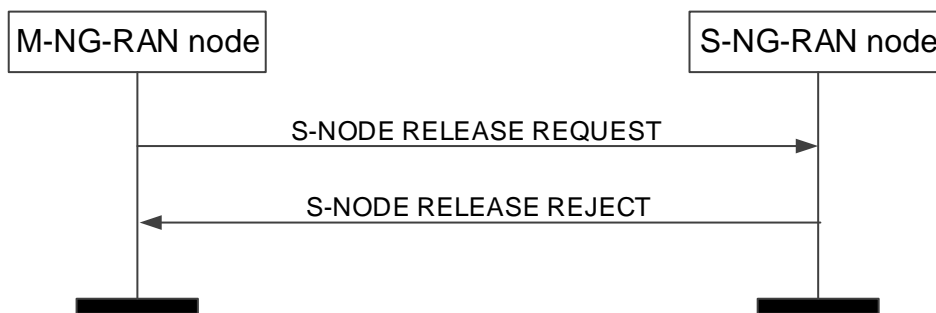 M-NG-RAN node
S-NG-RAN node
S-NODE RELEASE REQUEST
S-NODE RELEASE REJECT